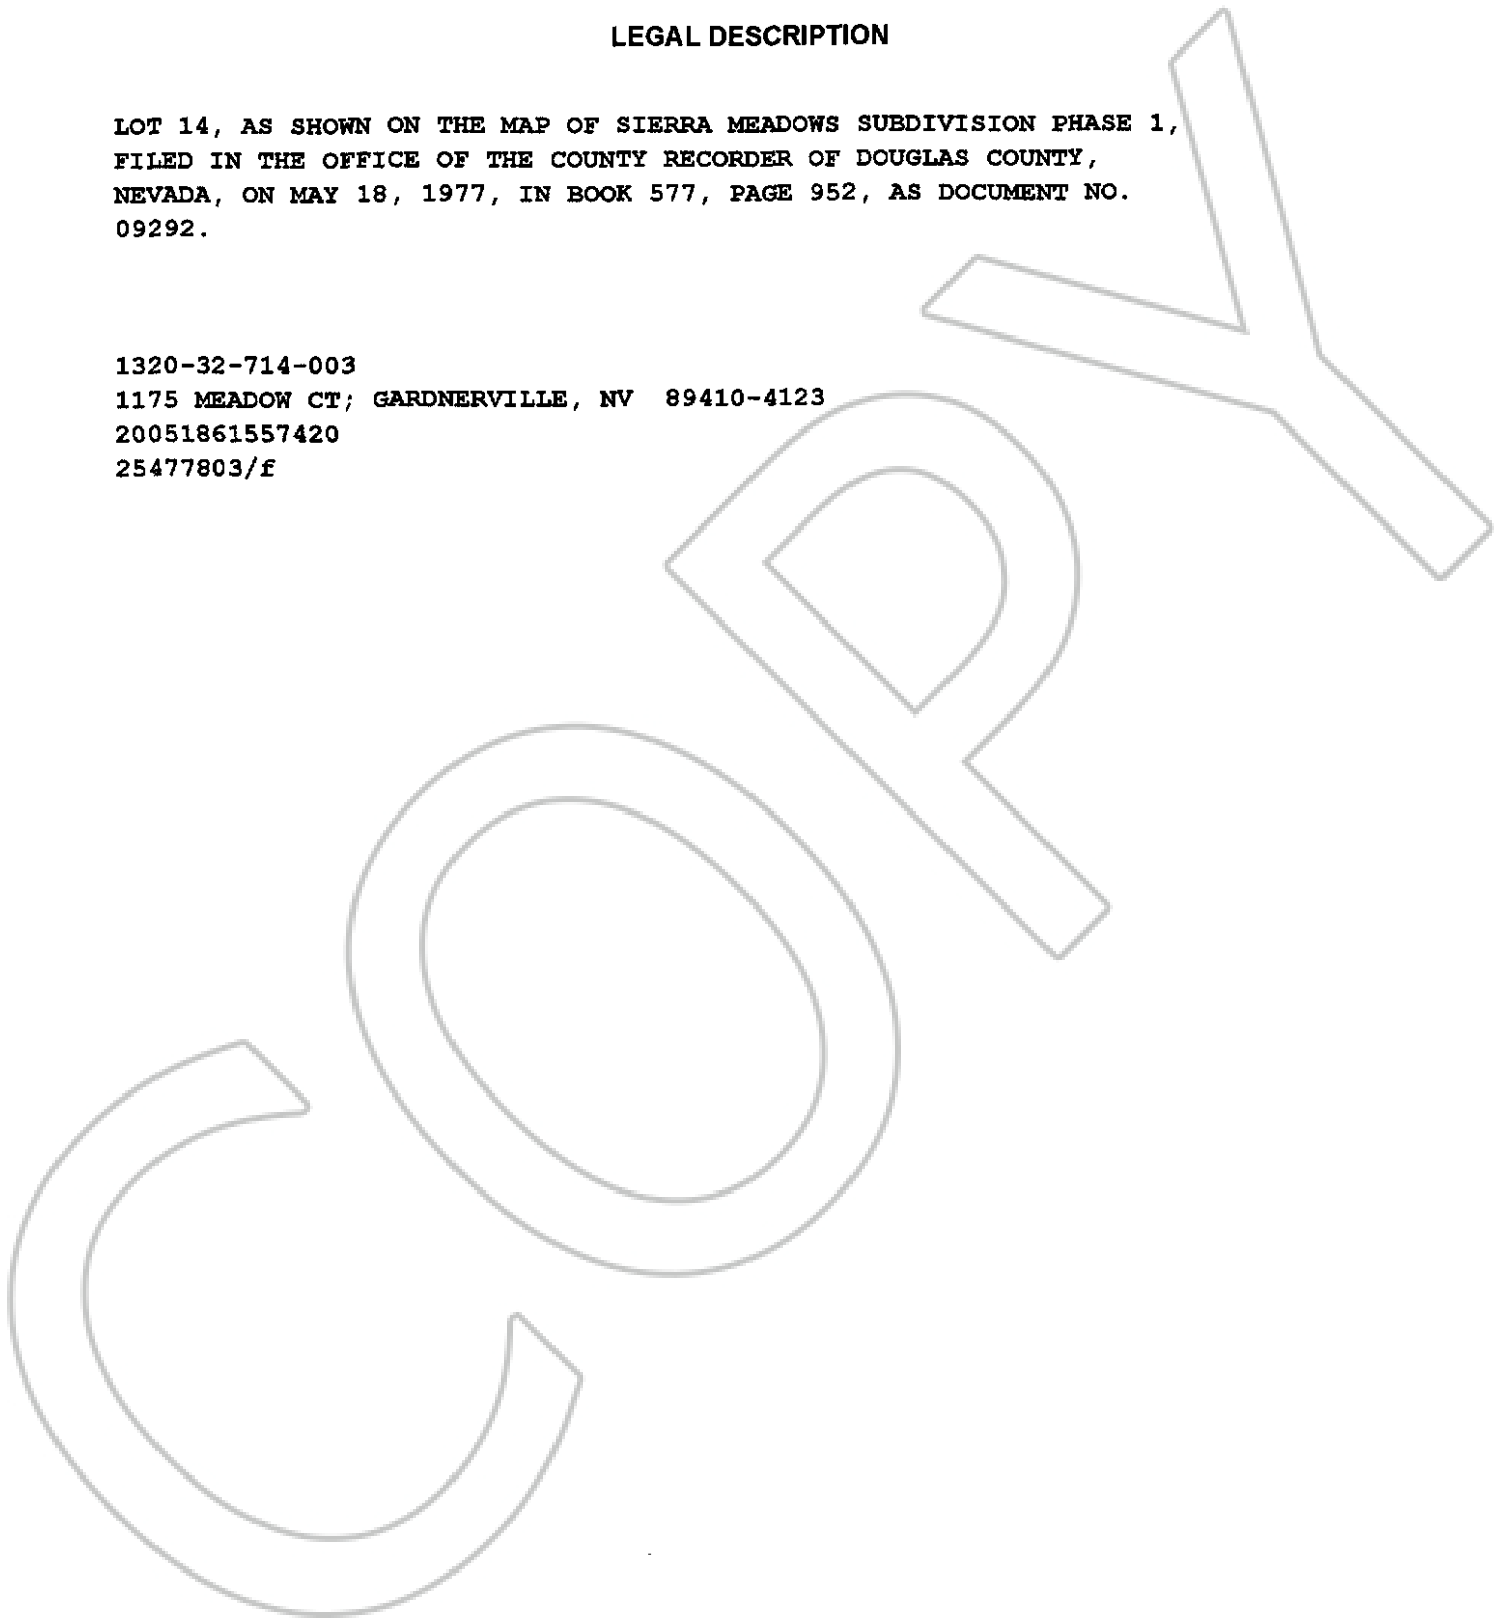 LEGAL DESCRIPTION
LOT 14, AS SHOWN ON THE MAP OF SIERRA MEADOWS SUBDIVISION PHASE 1,
FILED IN THE OFFICE OF THE COUNTY RECORDER OF DOUGLAS COUNTY,
NEVADA, ON MAY 18, 1977, IN BOOK 577, PAGE 952, AS DOCUMENT NO.
09292.
1320-32-714-003
1175 MEADOW CT; GARDNERVILLE, NV 89410-4123
20051861557420
25477803/f
COPY